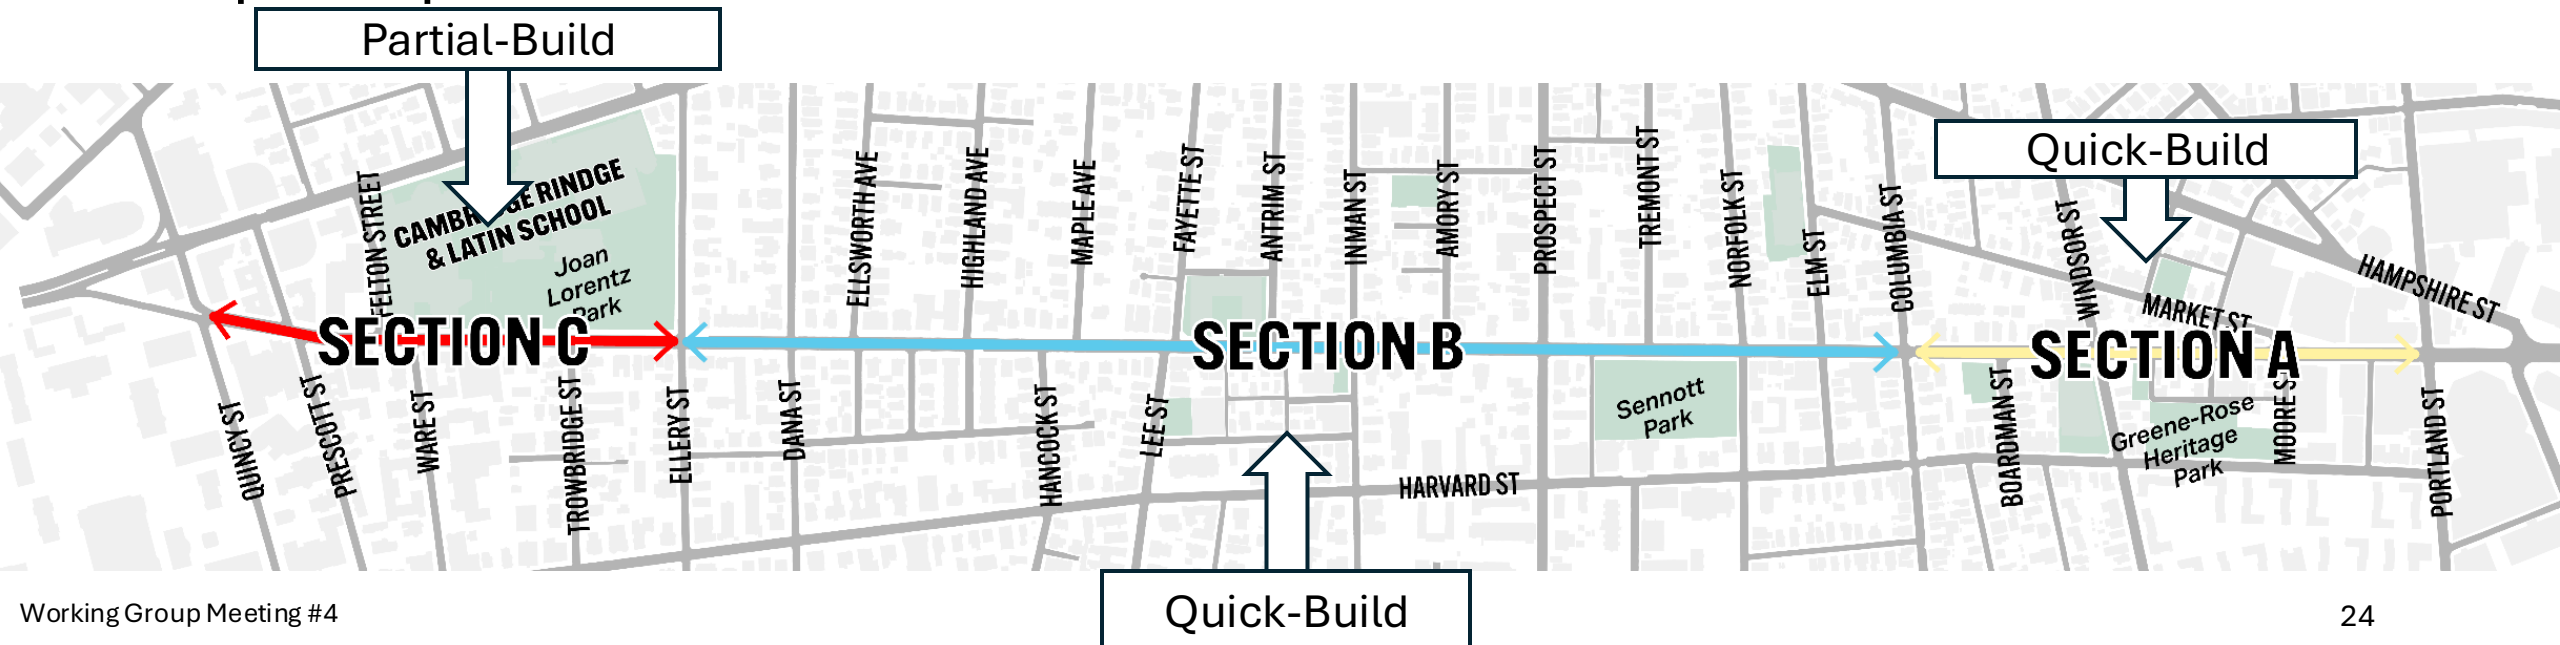 Partial-Build
Quick-Build
CAMBRIDGE RINDGE
& LATIN SCHOOL
Joan
Lorentz
Park
FELTON STREET
ELLSWORTH AVE
HIGHLAND AVE
MAPLE AVE
FAYETTE ST
ANTRIM ST
INMAN ST
AMORY ST
PROSPECT ST
TREMONT ST
NORFOLK ST
ELM ST
COLUMBIA ST
WINDSOR ST
MARKET ST
HAMPSHIRE ST
SECTION C
SECTION B
SECTION A
QUINCY ST
PRESCOTT ST
WARE ST
TROWBRIDGE ST
ELLERY ST
DANA ST
HANCOCK ST
LEE ST
HARVARD ST
Sennott
Park
BOARDMAN ST
Greene-Rose
Heritage
Park
MOORE ST
PORTLAND ST
Quick-Build
Working Group Meeting #4
24